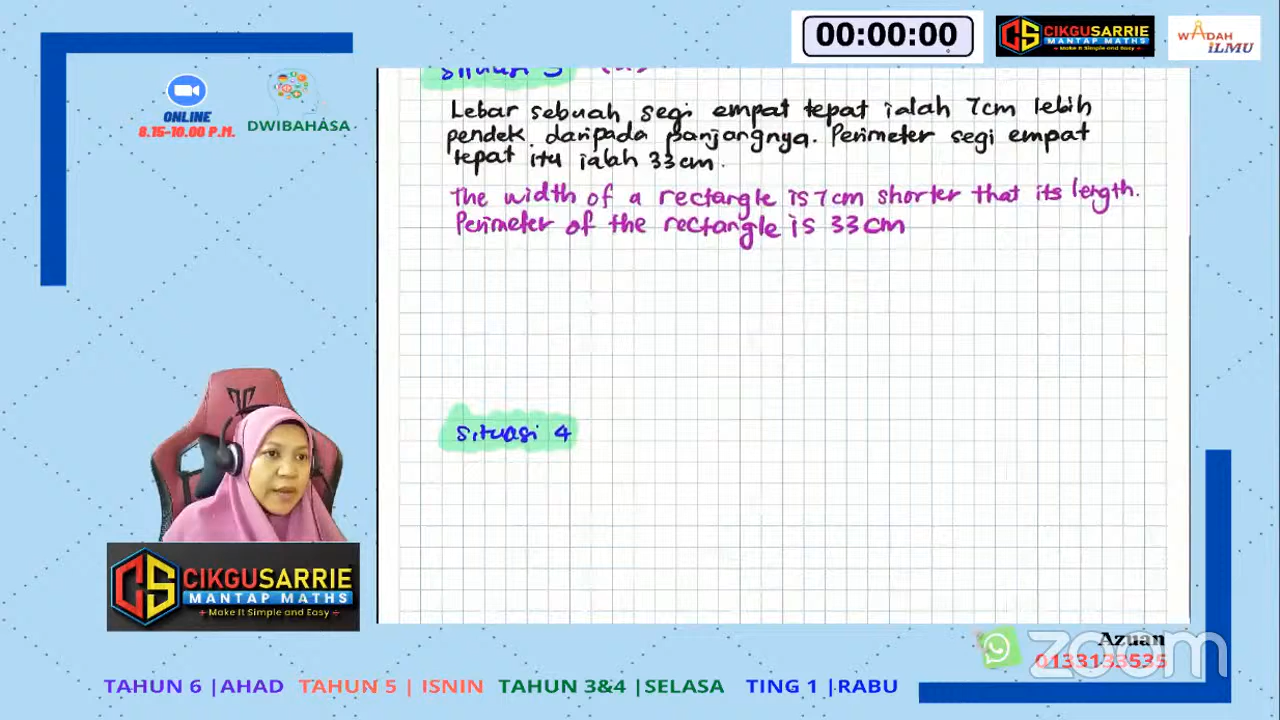 00:00:00
CIKGUSARRIE
MANTAP MATHS
Make It Simple and Easy
WADAH
ILMU
ONLINE
8.15-10.00 P.M.
DWIBAHASA
Situasi 3
Lebar sebuah segi empat tepat ialah 7cm lebih
pendek daripada panjangnya. Perimeter segi empat
tepat itu ialah 33cm.
The width of a rectangle is 7cm shorter that its length.
Perimeter of the rectangle is 33cm
Situasi 4
CS CIKGUSARRIE
MANTAP MATHS
Make It Simple and Easy
Azuan
0133133535
zoom
TAHUN 6 |AHAD TAHUN 5 | ISNIN TAHUN 3&4 |SELASA TING 1 |RABU